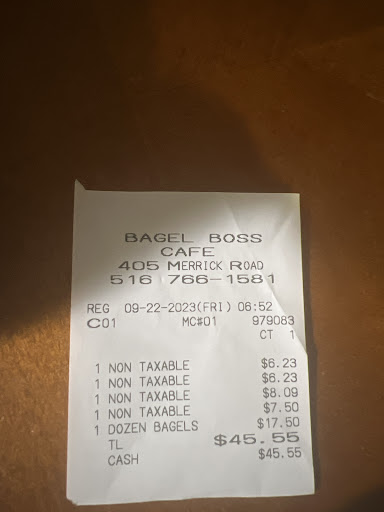 BAGEL BOSS
CAFE
405 MERRICK ROAD
516 766-1581
REG 09-22-2023(FRI) 06:52
C01 MC#01 979083
CT 1
1 NON TAXABLE $6.23
1 NON TAXABLE $6.23
1 NON TAXABLE $8.09
1 NON TAXABLE $7.50
1 DOZEN BAGELS $17.50
TL $45.55
CASH $45.55